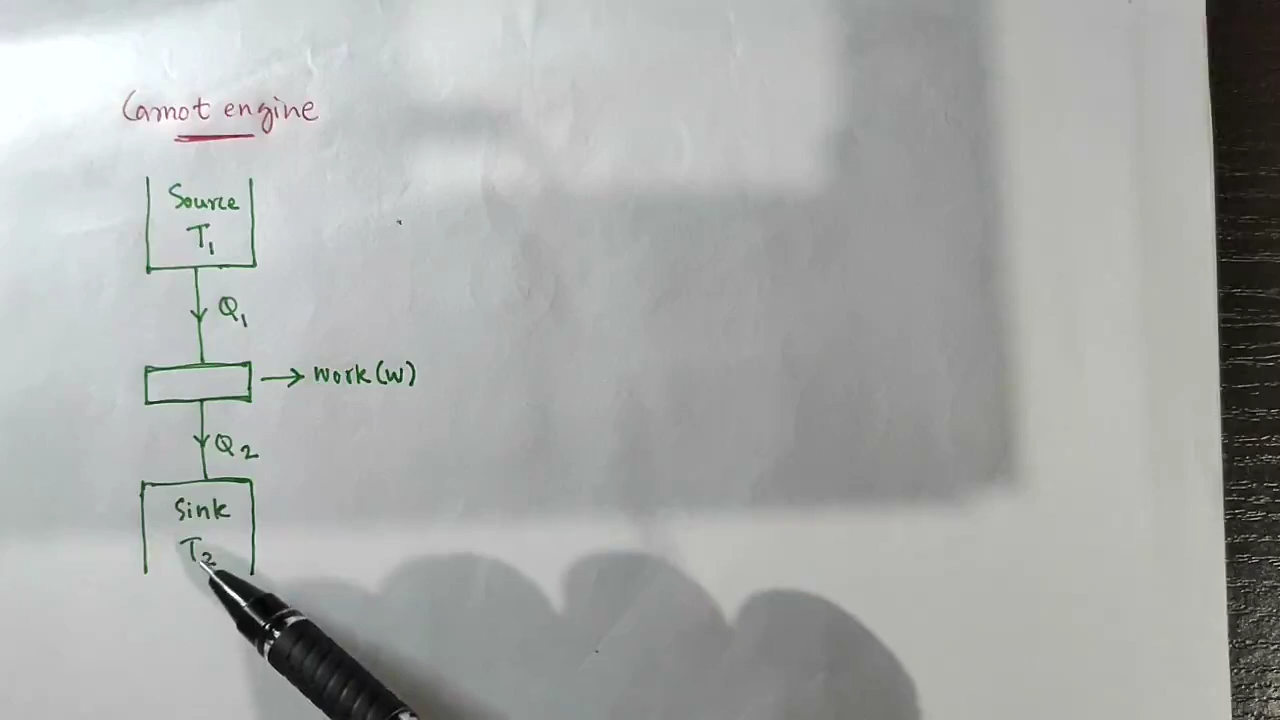 Carnot engine
Source
T1
Q1
work(w)
Q2
Sink
T2